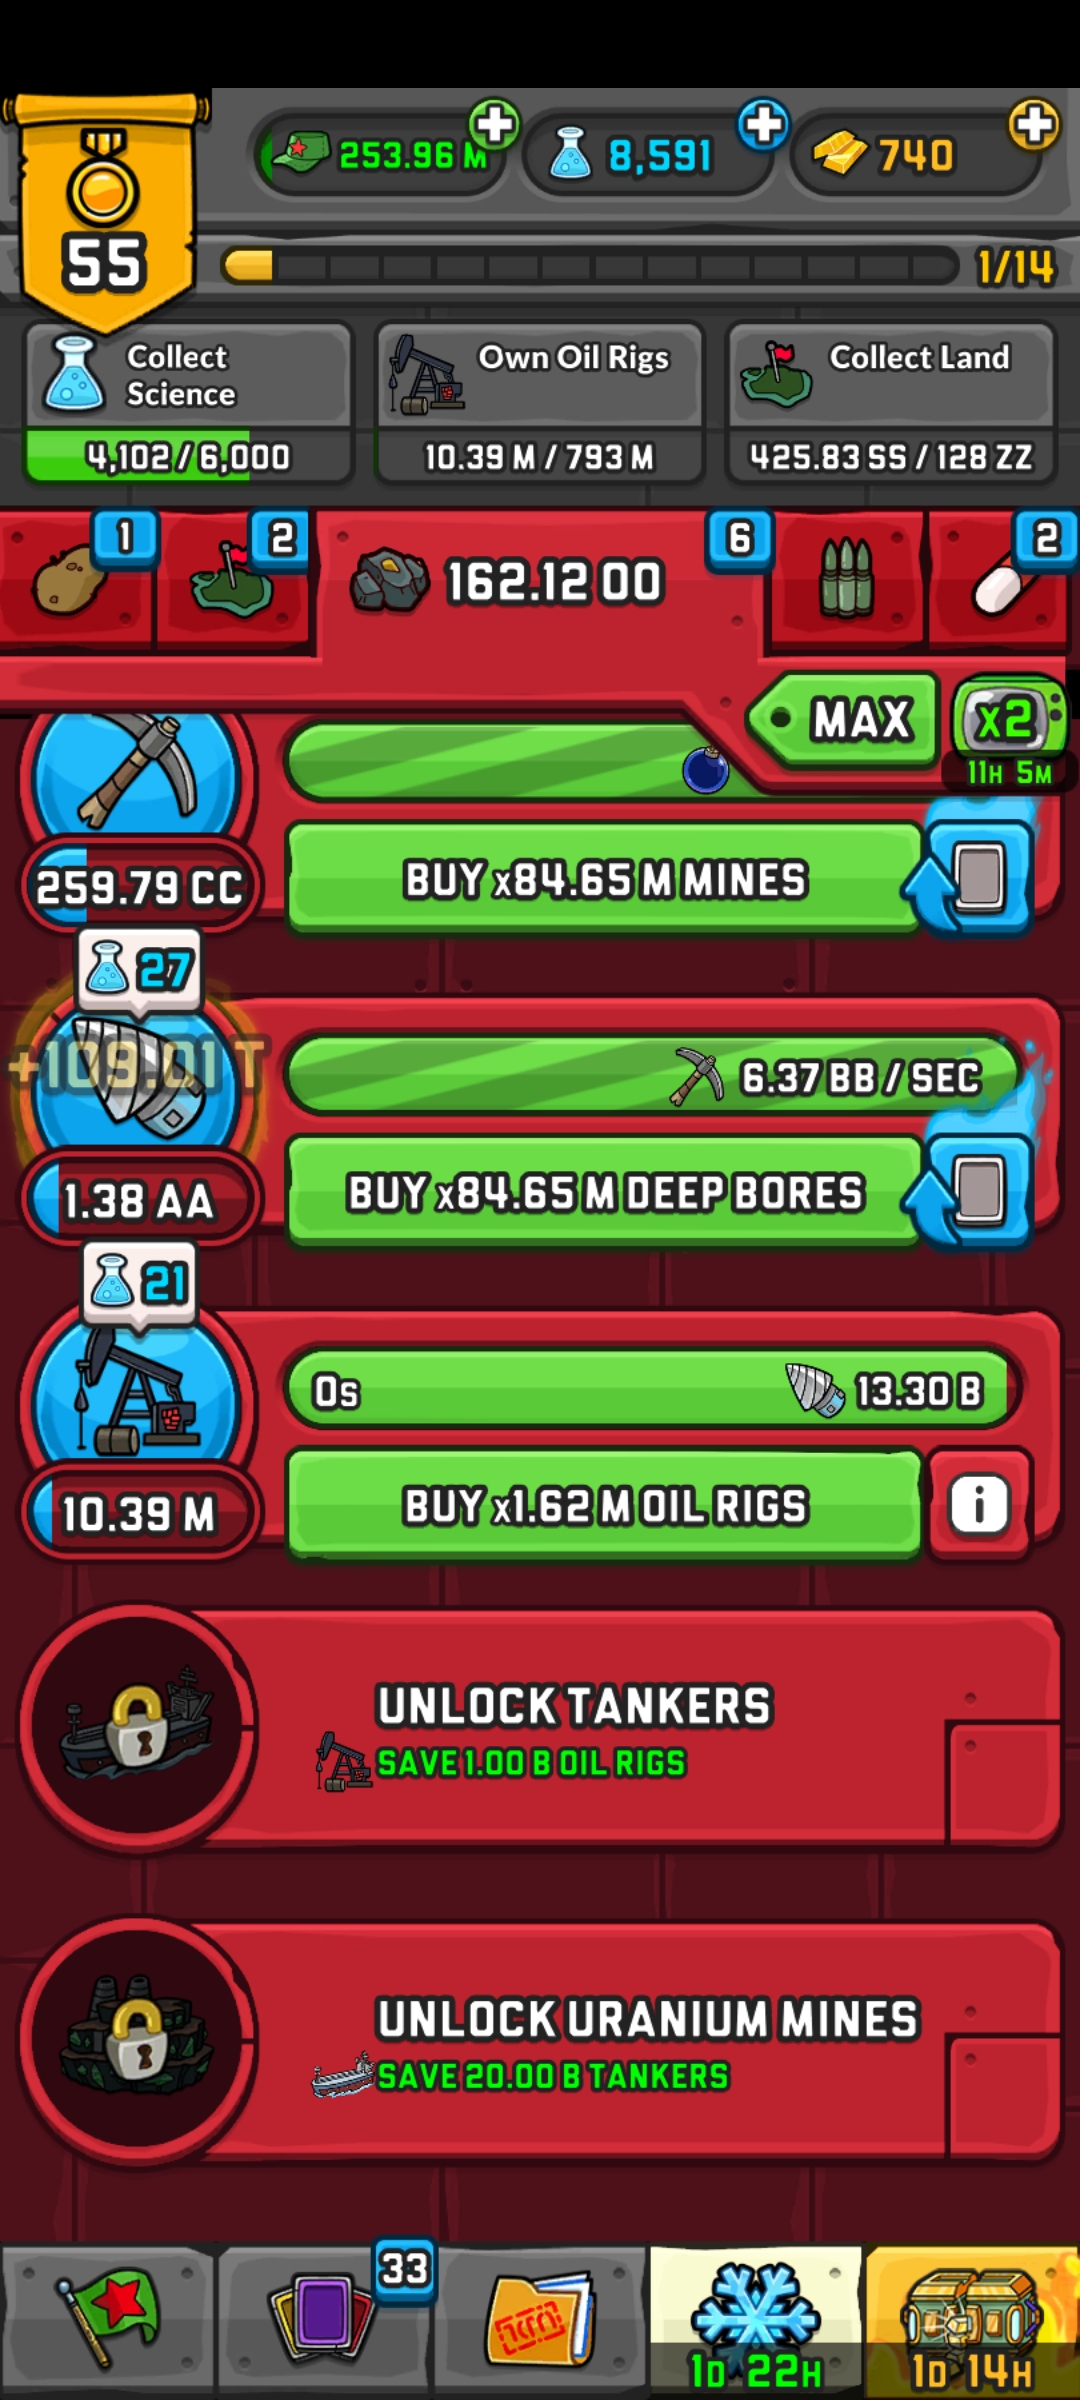 55
253.96 M
8,591
740
1/14
Collect
Science
4,102 / 6,000
Own Oil Rigs
10.39 M / 793 M
Collect Land
425.83 SS / 128 ZZ
1
2
162.12 OO
6
2
MAX
x2
11H 5M
259.79 CC
BUY x84.65 M MINES
27
+109.01 T
6.37 BB / SEC
1.38 AA
BUY x84.65 M DEEP BORES
21
0s
13.30 B
10.39 M
BUY x1.62 M OIL RIGS
i
UNLOCK TANKERS
SAVE 1.00 B OIL RIGS
UNLOCK URANIUM MINES
SAVE 20.00 B TANKERS
33
1D 22H
1D 14H